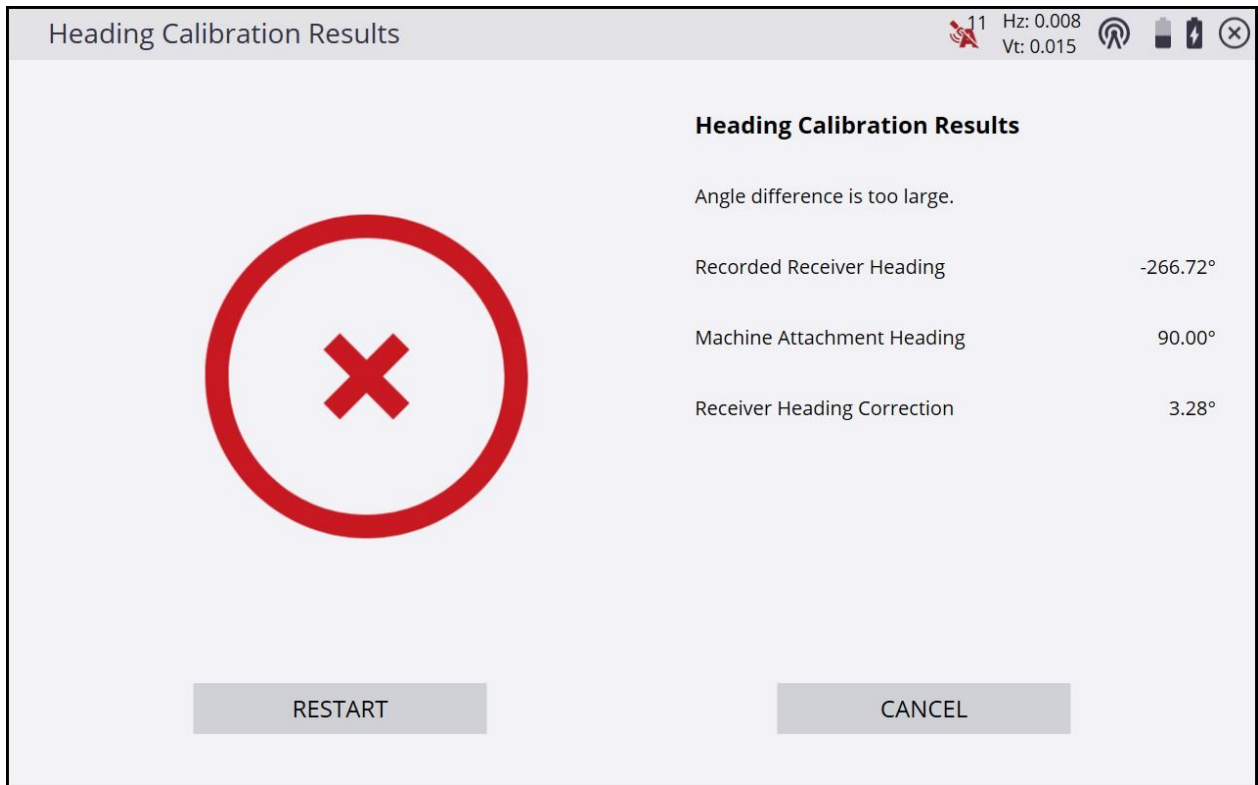 Heading Calibration Results
11
Hz: 0.008
Vt: 0.015
Heading Calibration Results
Angle difference is too large.
Recorded Receiver Heading -266.72°
Machine Attachment Heading 90.00°
Receiver Heading Correction 3.28°
RESTART CANCEL